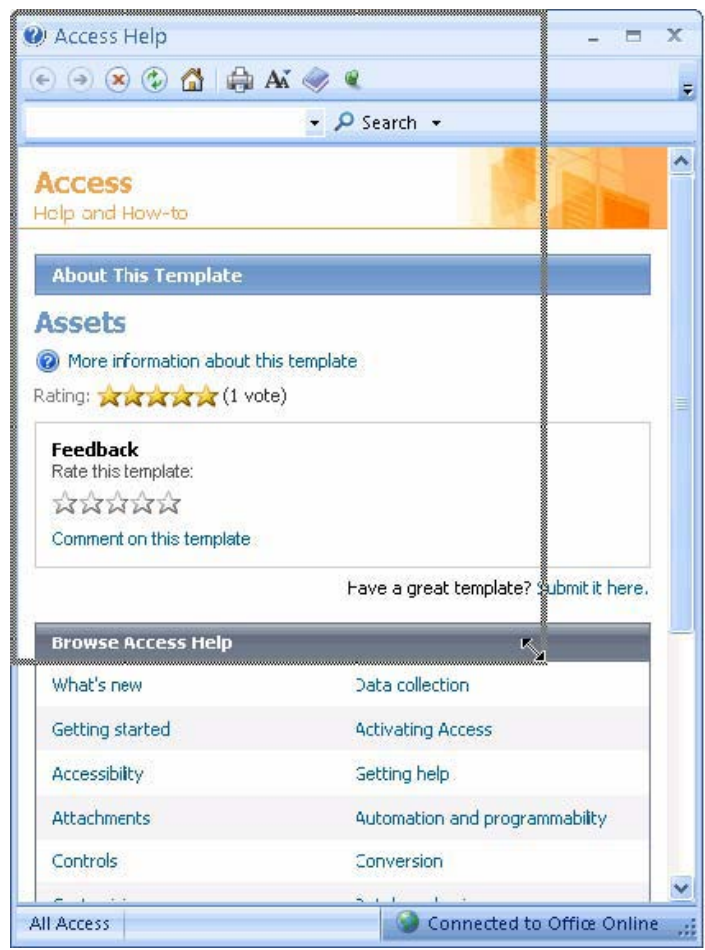 Access Help
Search
Access
Help and How-to
About This Template
Assets
More information about this template
Rating: (1 vote)
Feedback
Rate this template:
Comment on this template
Have a great template? Submit it here.
Browse Access Help
What's new Data collection
Getting started Activating Access
Accessibility Getting help
Attachments Automation and programmability
Controls Conversion
All Access Connected to Office Online